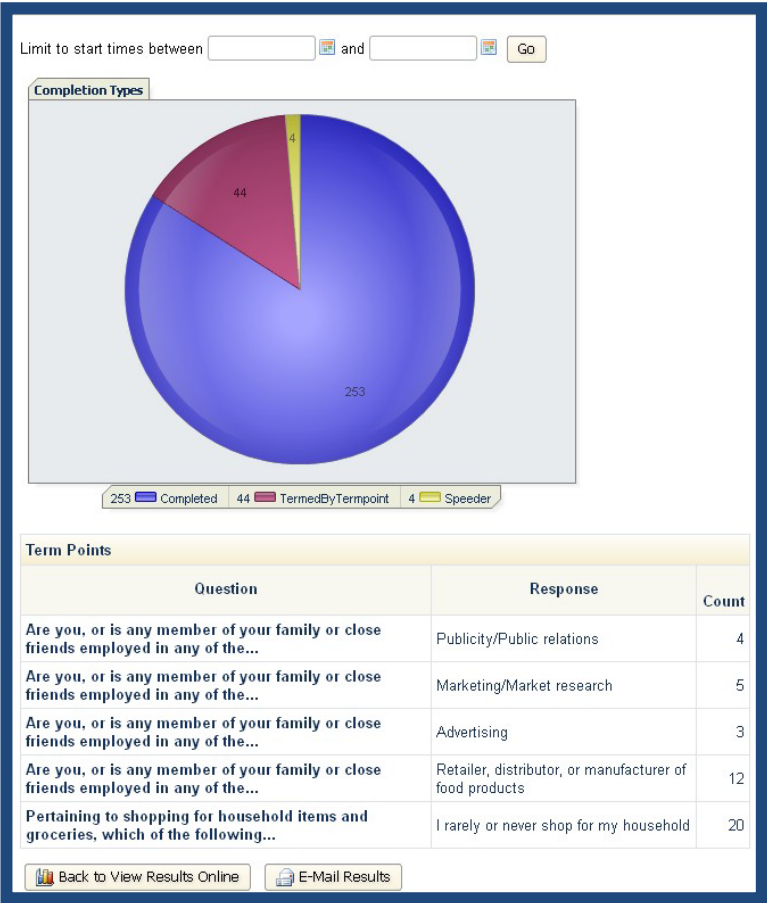 Limit to start times between and Go
Completion Types
4
44
253
253 Completed 44 TermedByTermpoint 4 Speeder
Term Points
Question Response Count
Are you, or is any member of your family or close
friends employed in any of the...
Publicity/Public relations 4
Are you, or is any member of your family or close
friends employed in any of the...
Marketing/Market research 5
Are you, or is any member of your family or close
friends employed in any of the...
Advertising 3
Are you, or is any member of your family or close
friends employed in any of the...
Retailer, distributor, or manufacturer of
food products
12
Pertaining to shopping for household items and
groceries, which of the following...
I rarely or never shop for my household 20
Back to View Results Online E-Mail Results